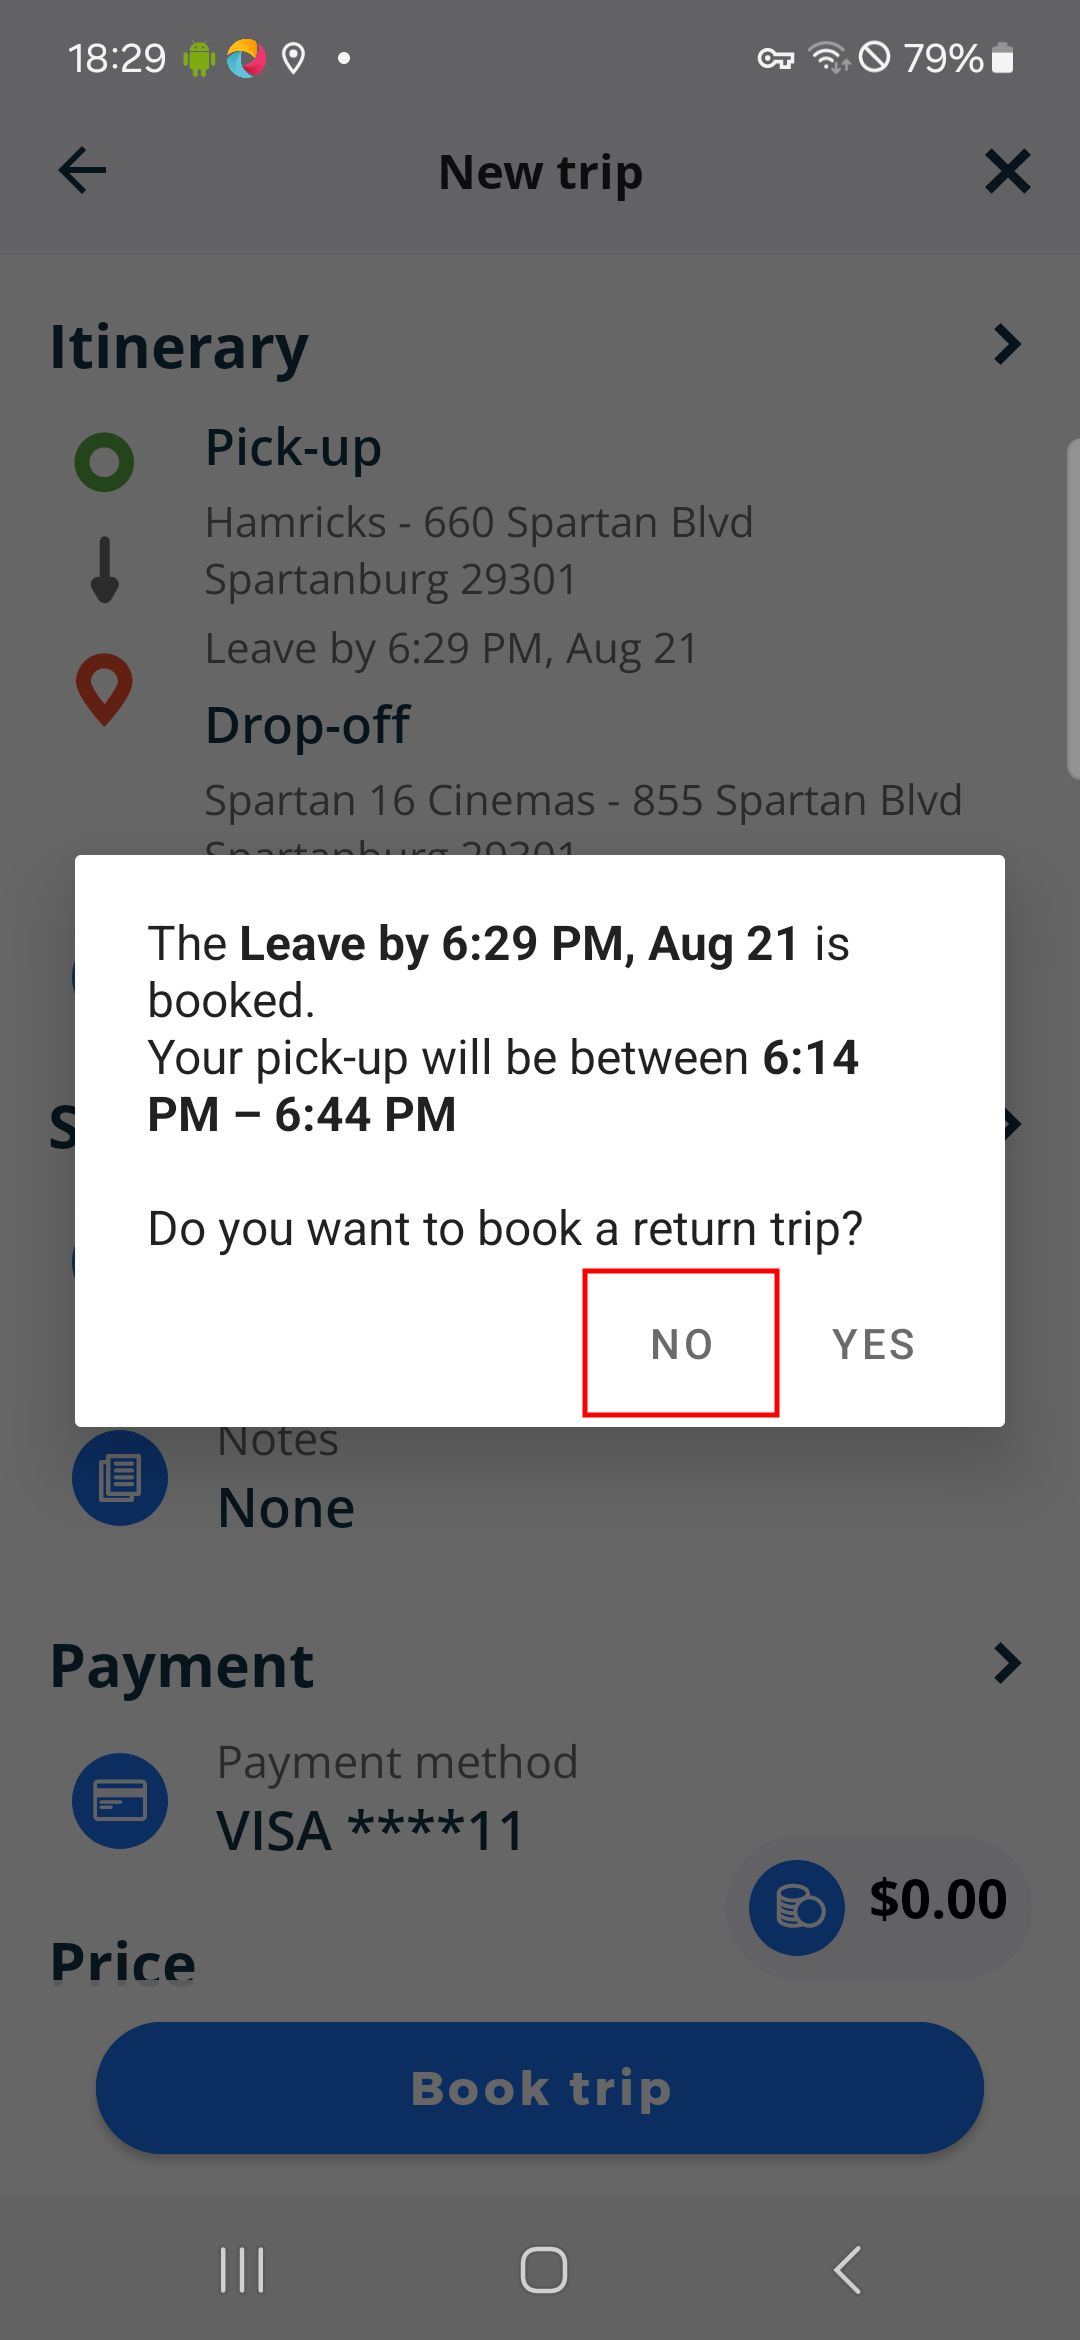 18:29
79%
New trip
Itinerary
Pick-up
Hamricks - 660 Spartan Blvd
Spartanburg 29301
Leave by 6:29 PM, Aug 21
Drop-off
Spartan 16 Cinemas - 855 Spartan Blvd
Spartanburg 29301
The Leave by 6:29 PM, Aug 21 is
booked.
Your pick-up will be between 6:14
PM – 6:44 PM
Do you want to book a return trip?
NO YES
S
Notes
None
Payment
Payment method
VISA ****11
$0.00
Price
Book trip